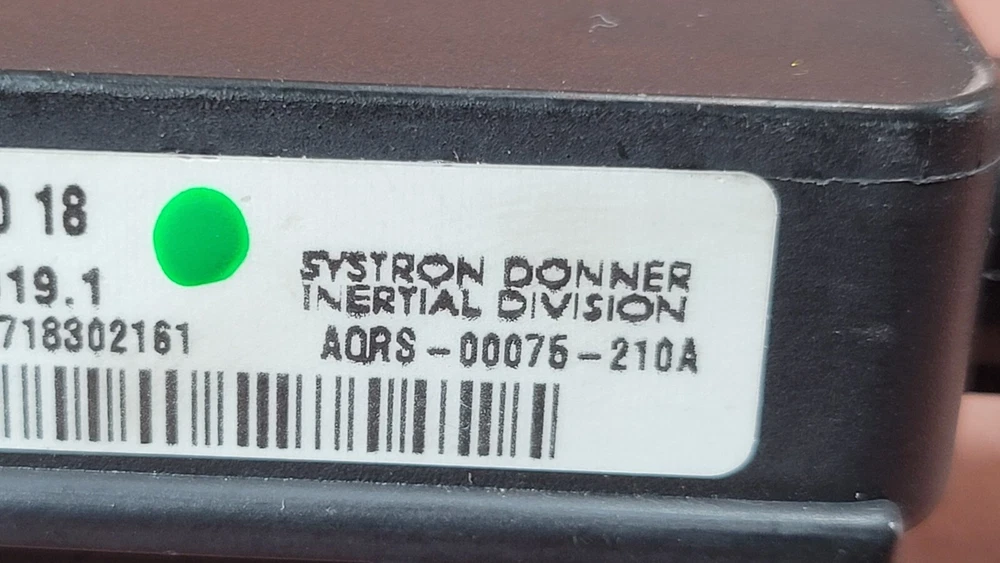 18
19.1
718302161
SYSTRON DONNER
INERTIAL DIVISION
AQRS-00075-210A